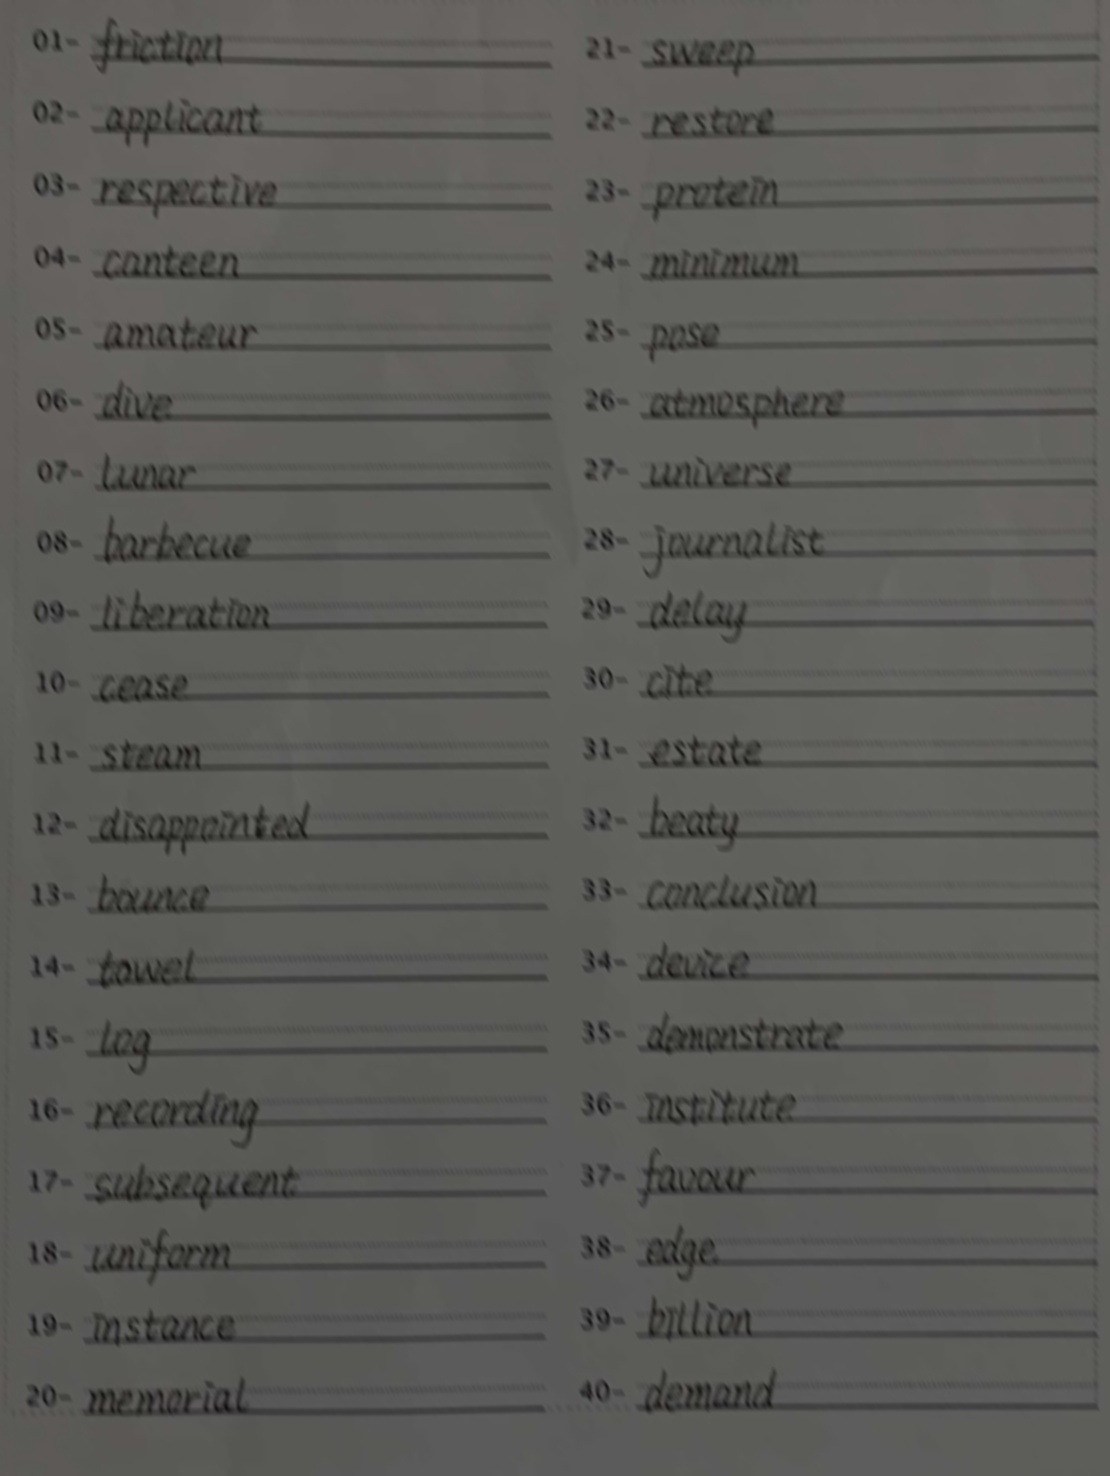 01- friction
02- applicant
03- respective
04- canteen
05- amateur
06- dive
07- lunar
08- barbecue
09- liberation
10- cease
11- steam
12- disappointed
13- bounce
14- towel
15- log
16- recording
17- subsequent
18- uniform
19- instance
20- memorial
21- sweep
22- restore
23- protein
24- minimum
25- pose
26- atmosphere
27- universe
28- journalist
29- delay
30- cite
31- estate
32- beaty
33- conclusion
34- device
35- demonstrate
36- institute
37- favour
38- edge
39- billion
40- demand